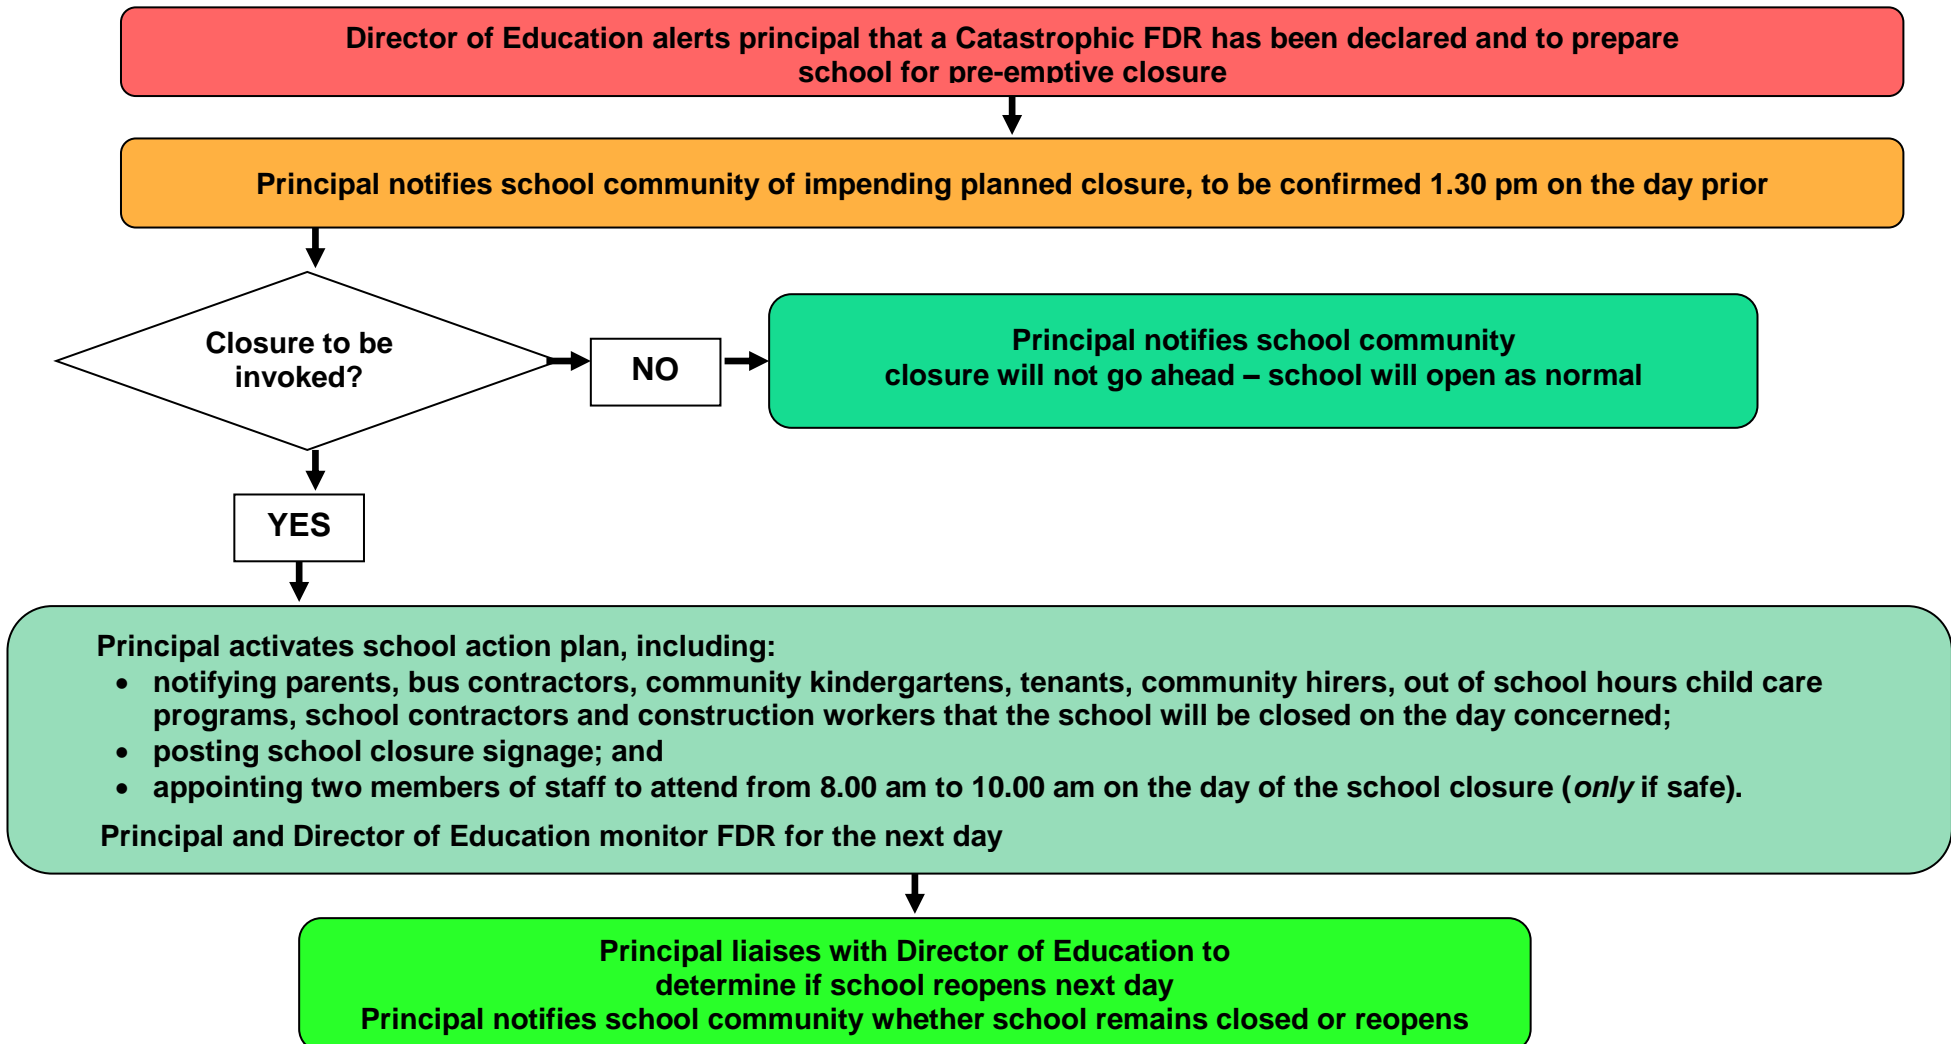 Director of Education alerts principal that a Catastrophic FDR has been declared and to prepare
school for pre-emptive closure
Principal notifies school community of impending planned closure, to be confirmed 1.30 pm on the day prior
Closure to be
invoked?
NO
Principal notifies school community
closure will not go ahead – school will open as normal
YES
Principal activates school action plan, including:
• notifying parents, bus contractors, community kindergartens, tenants, community hirers, out of school hours child care
programs, school contractors and construction workers that the school will be closed on the day concerned;
• posting school closure signage; and
• appointing two members of staff to attend from 8.00 am to 10.00 am on the day of the school closure (only if safe).
Principal and Director of Education monitor FDR for the next day
Principal liaises with Director of Education to
determine if school reopens next day
Principal notifies school community whether school remains closed or reopens